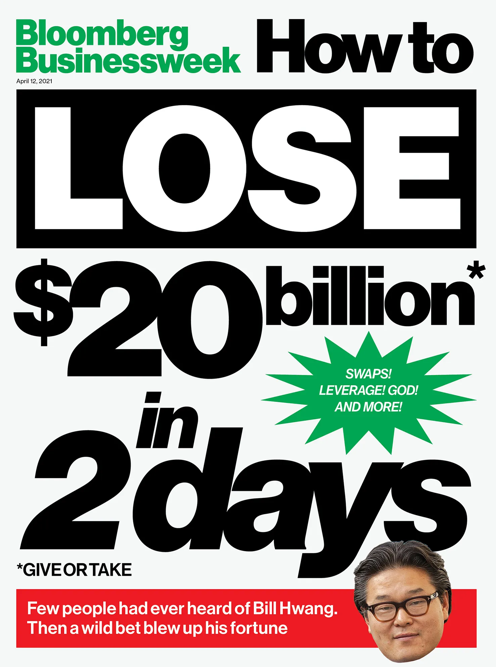 Bloomberg
Businessweek
April 12, 2021
How to
LOSE
$20 billion*
SWAPS!
LEVERAGE! GOD!
AND MORE!
in
2 days
*GIVE OR TAKE
Few people had ever heard of Bill Hwang.
Then a wild bet blew up his fortune